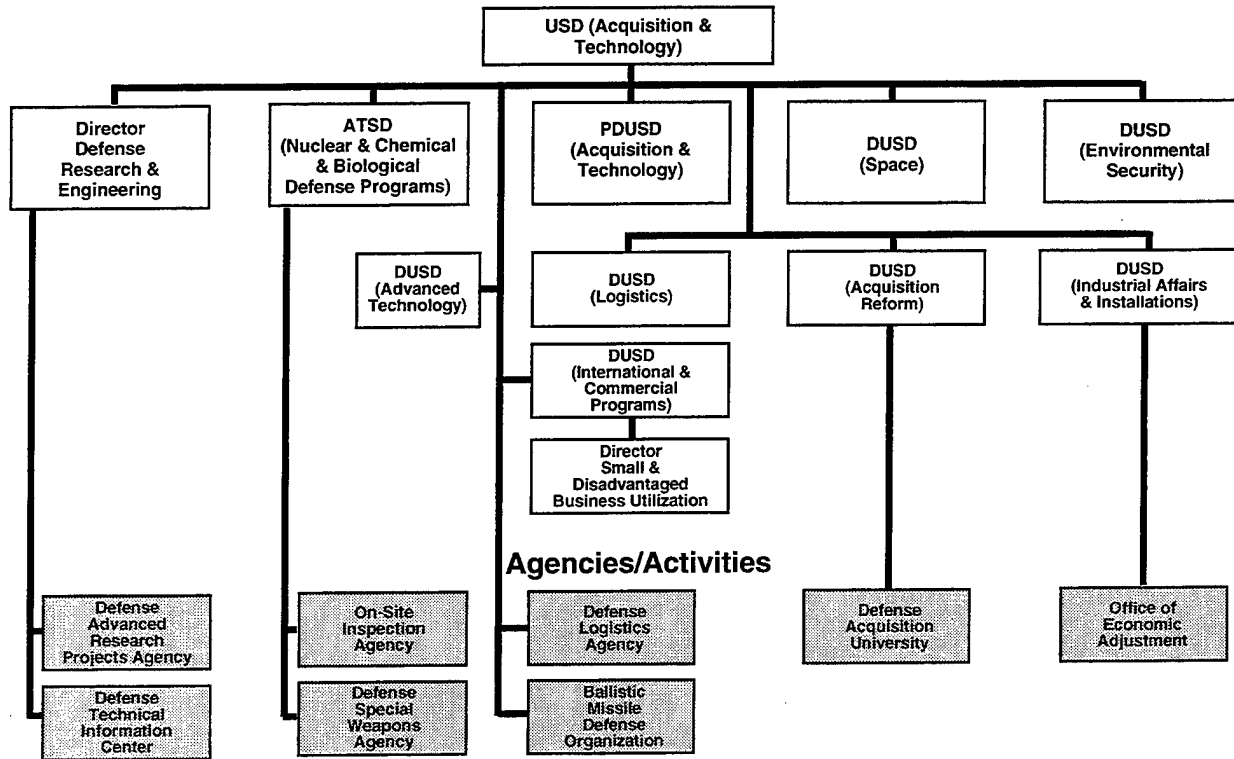 USD (Acquisition &
Technology)
Director
Defense
Research &
Engineering
ATSD
(Nuclear & Chemical
& Biological
Defense Programs)
PDUSD
(Acquisition &
Technology)
DUSD
(Space)
DUSD
(Environmental
Security)
DUSD
(Advanced
Technology)
DUSD
(Logistics)
DUSD
(Acquisition
Reform)
DUSD
(Industrial Affairs
& Installations)
DUSD
(International &
Commercial
Programs)
Director
Small &
Disadvantaged
Business Utilization
Agencies/Activities
Defense
Advanced
Research
Projects Agency
On-Site
Inspection
Agency
Defense
Logistics
Agency
Defense
Acquisition
University
Office of
Economic
Adjustment
Defense
Technical
Information
Center
Defense
Special
Weapons
Agency
Ballistic
Missile
Defense
Organization